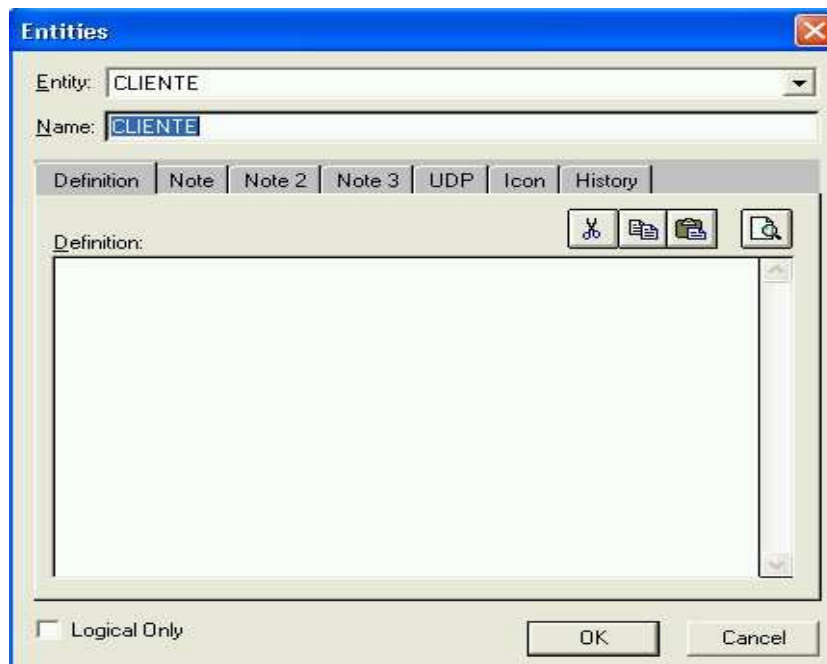 Entities
Entity: CLIENTE
Name: CLIENTE
Definition Note Note 2 Note 3 UDP Icon History
Definition:
Logical Only OK Cancel